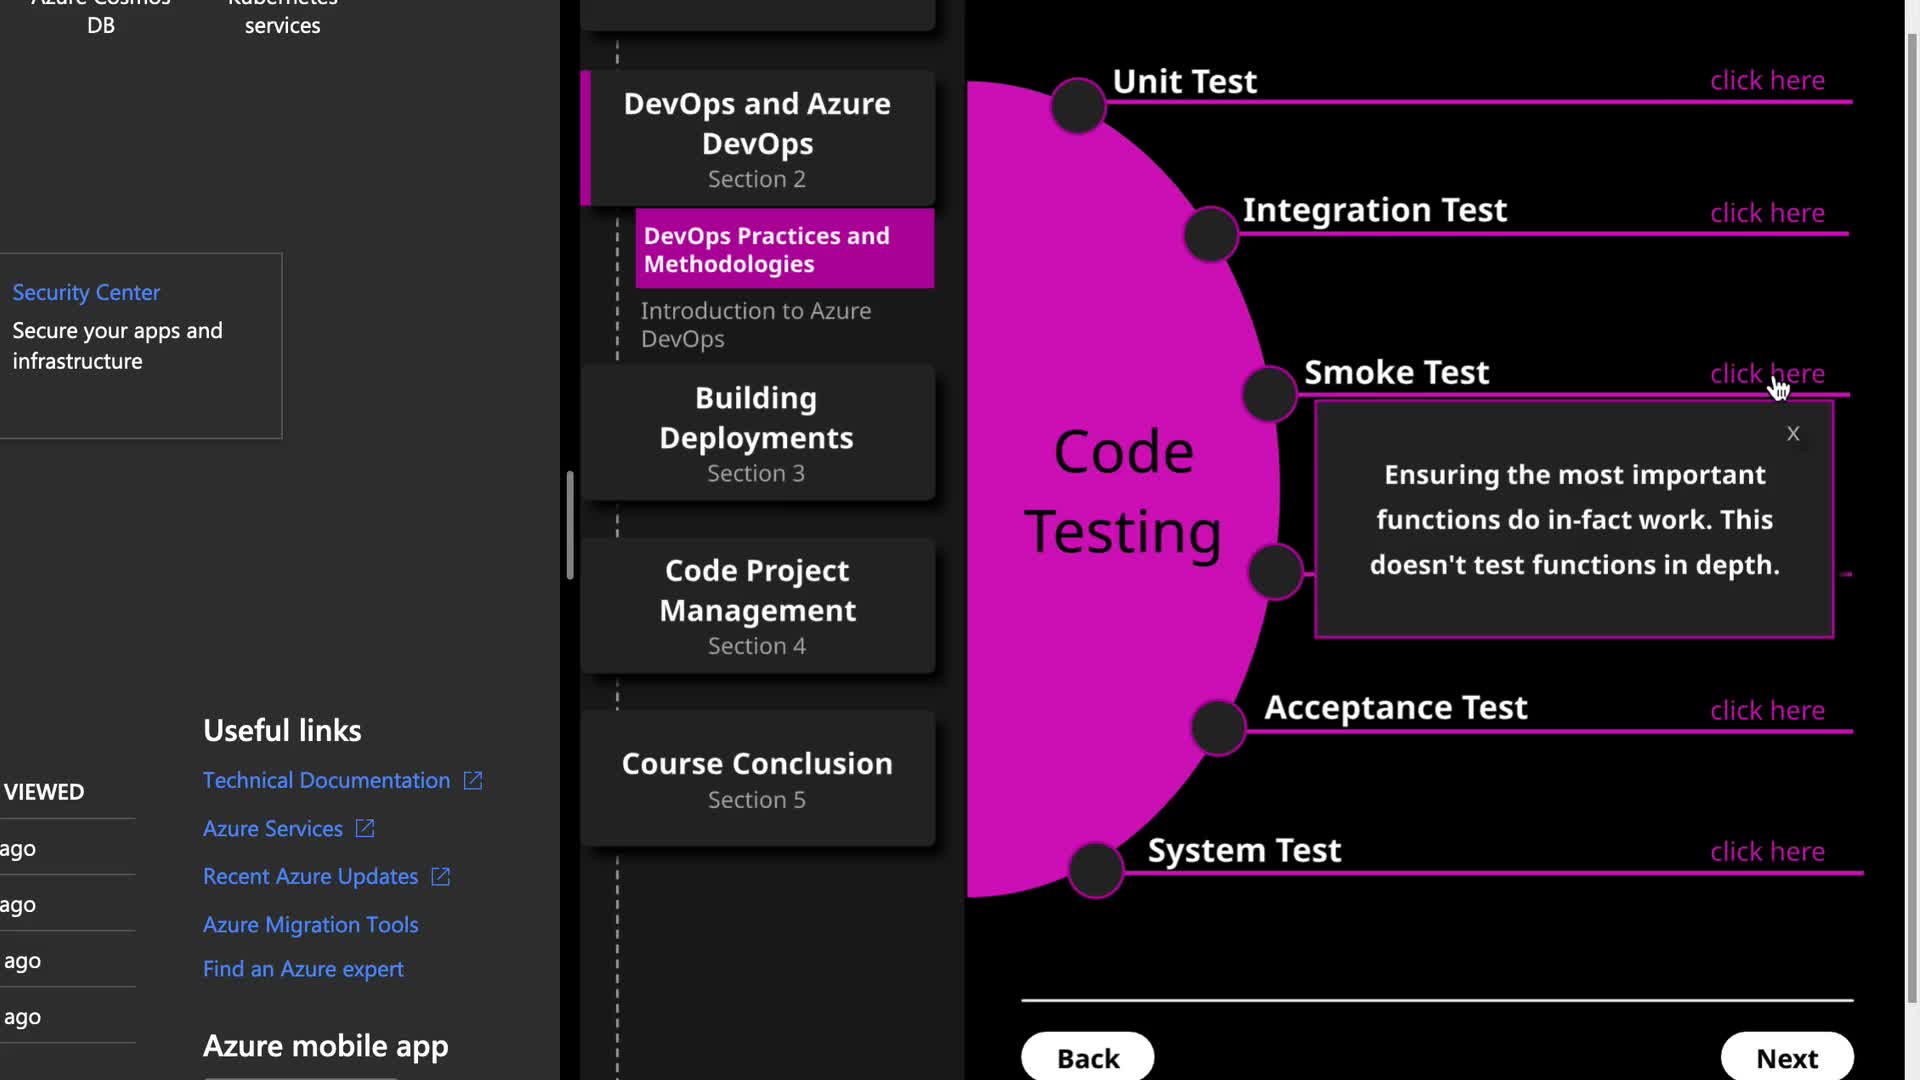 DB
services
Security Center
Secure your apps and
infrastructure
VIEWED
ago
ago
ago
ago
Useful links
Technical Documentation
Azure Services
Recent Azure Updates
Azure Migration Tools
Find an Azure expert
Azure mobile app
DevOps and Azure
DevOps
Section 2
DevOps Practices and
Methodologies
Introduction to Azure
DevOps
Building
Deployments
Section 3
Code Project
Management
Section 4
Course Conclusion
Section 5
Code
Testing
Unit Test click here
Integration Test click here
Smoke Test click here
X
Ensuring the most important
functions do in-fact work. This
doesn't test functions in depth.
Acceptance Test click here
System Test click here
Back Next